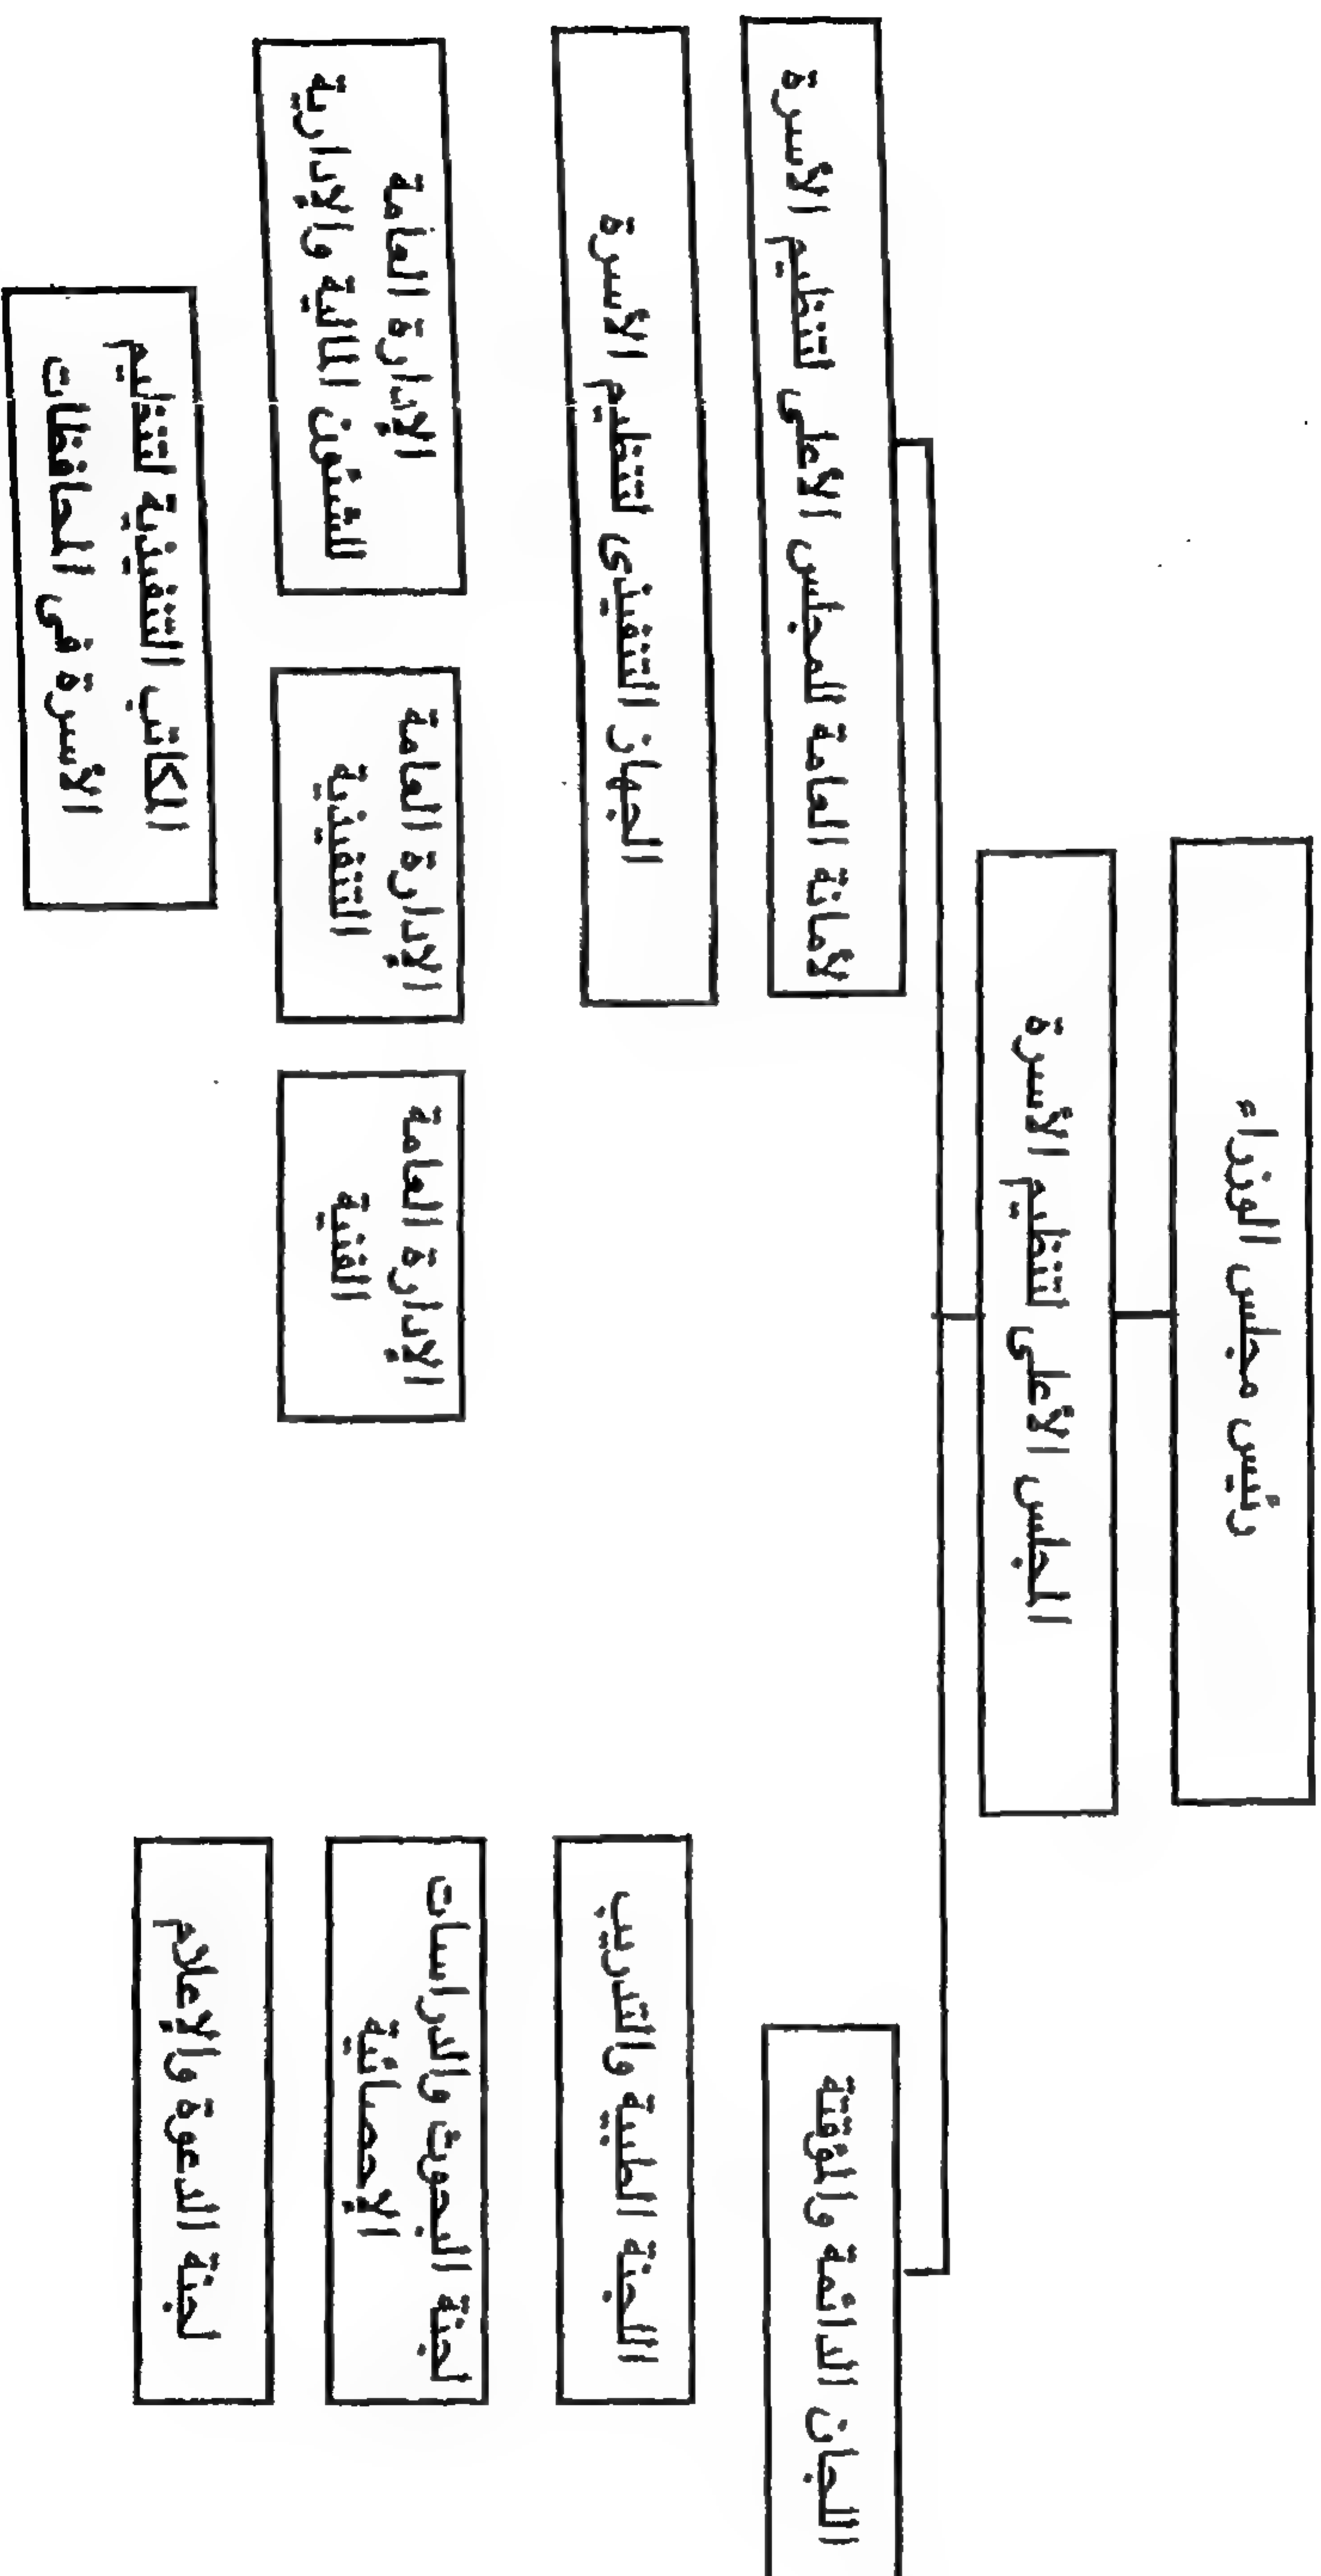 رئيس مجلس الوزراء
المجلس الأعلى لتنظيم الأسرة
اللجان الدائمة والمؤقتة
الأمانة العامة للمجلس الأعلى لتنظيم الأسرة
اللجنة الطبية والتدريب
الجهاز التنفيذى لتنظيم الأسرة
لجنة البحوث والدراسات
الإحصائية
الإدارة العامة
الفنية
الإدارة العامة
التنفيذية
الإدارة العامة
للشئون المالية والإدارية
لجنة الدعوة والإعلام
المكاتب التنفيذية لتنظيم
الأسرة فى المحافظات